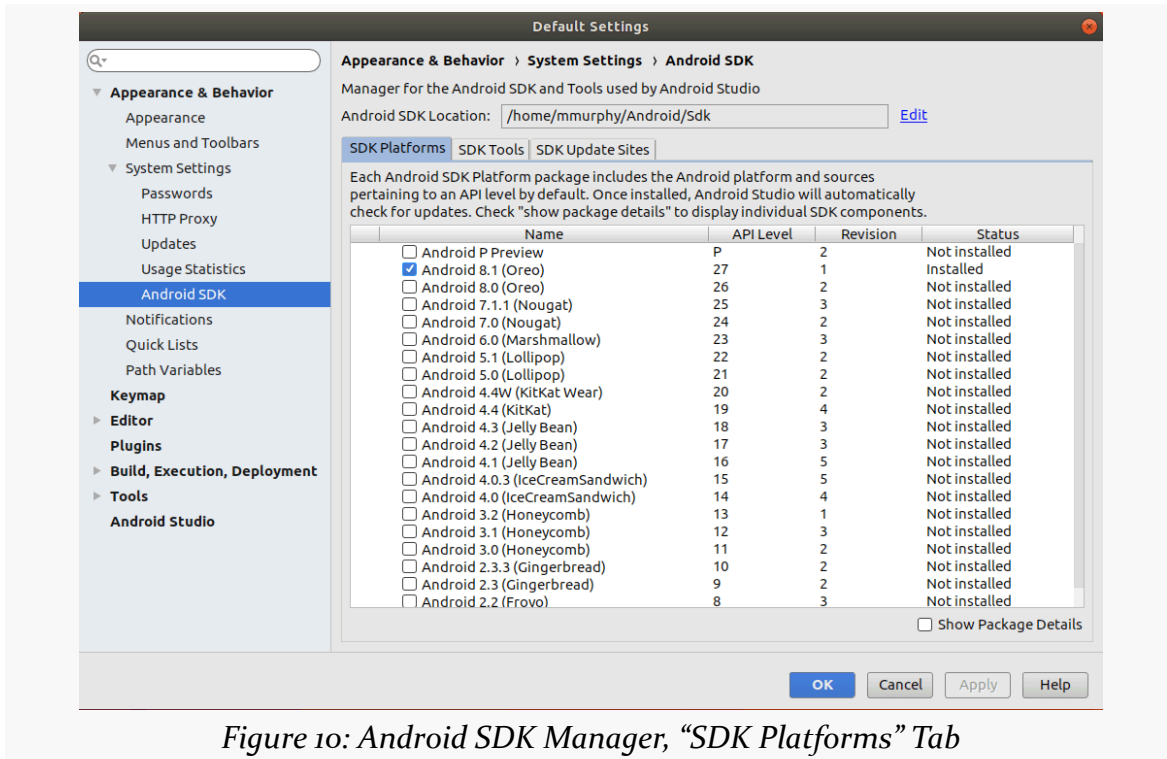 Default Settings
Appearance & Behavior
Appearance
Menus and Toolbars
System Settings
Passwords
HTTP Proxy
Updates
Usage Statistics
Android SDK
Notifications
Quick Lists
Path Variables
Keymap
Editor
Plugins
Build, Execution, Deployment
Tools
Android Studio
Appearance & Behavior › System Settings › Android SDK
Manager for the Android SDK and Tools used by Android Studio
Android SDK Location: /home/mmurphy/Android/Sdk Edit
SDK Platforms SDK Tools SDK Update Sites
Each Android SDK Platform package includes the Android platform and sources
pertaining to an API level by default. Once installed, Android Studio will automatically
check for updates. Check "show package details" to display individual SDK components.
Name API Level Revision Status
Android P Preview P 2 Not installed
Android 8.1 (Oreo) 27 1 Installed
Android 8.0 (Oreo) 26 2 Not installed
Android 7.1.1 (Nougat) 25 3 Not installed
Android 7.0 (Nougat) 24 2 Not installed
Android 6.0 (Marshmallow) 23 3 Not installed
Android 5.1 (Lollipop) 22 2 Not installed
Android 5.0 (Lollipop) 21 2 Not installed
Android 4.4W (KitKat Wear) 20 2 Not installed
Android 4.4 (KitKat) 19 4 Not installed
Android 4.3 (Jelly Bean) 18 3 Not installed
Android 4.2 (Jelly Bean) 17 3 Not installed
Android 4.1 (Jelly Bean) 16 5 Not installed
Android 4.0.3 (IceCreamSandwich) 15 5 Not installed
Android 4.0 (IceCreamSandwich) 14 4 Not installed
Android 3.2 (Honeycomb) 13 1 Not installed
Android 3.1 (Honeycomb) 12 3 Not installed
Android 3.0 (Honeycomb) 11 2 Not installed
Android 2.3.3 (Gingerbread) 10 2 Not installed
Android 2.3 (Gingerbread) 9 2 Not installed
Android 2.2 (Froyo) 8 3 Not installed
Show Package Details
OK Cancel Apply Help
Figure 10: Android SDK Manager, “SDK Platforms” Tab